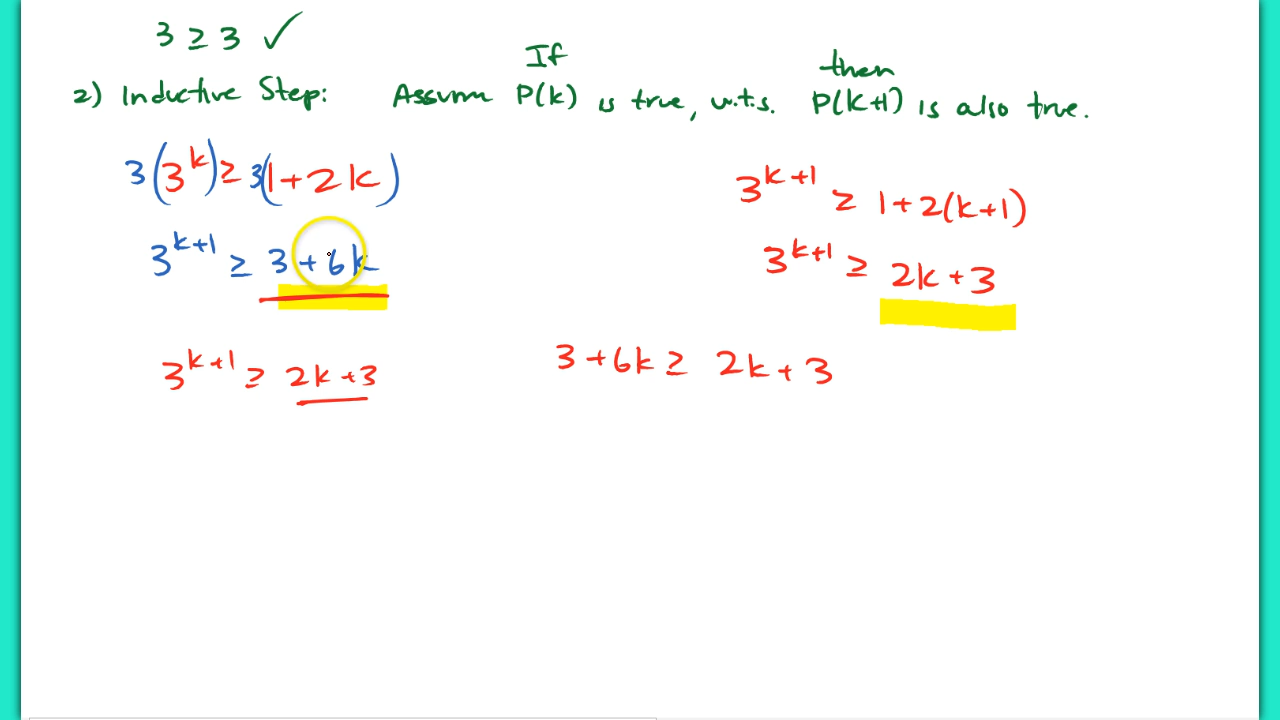 3 ≥ 3 ✓
If then
2) Inductive Step: Assume P(k) is true, w.t.s. P(k+1) is also true.
3(3^k) ≥ 3(1+2k)
3^{k+1} ≥ 1+2(k+1)
3^{k+1} ≥ 3+6k
3^{k+1} ≥ 2k+3
3^{k+1} ≥ 2k+3
3+6k ≥ 2k+3